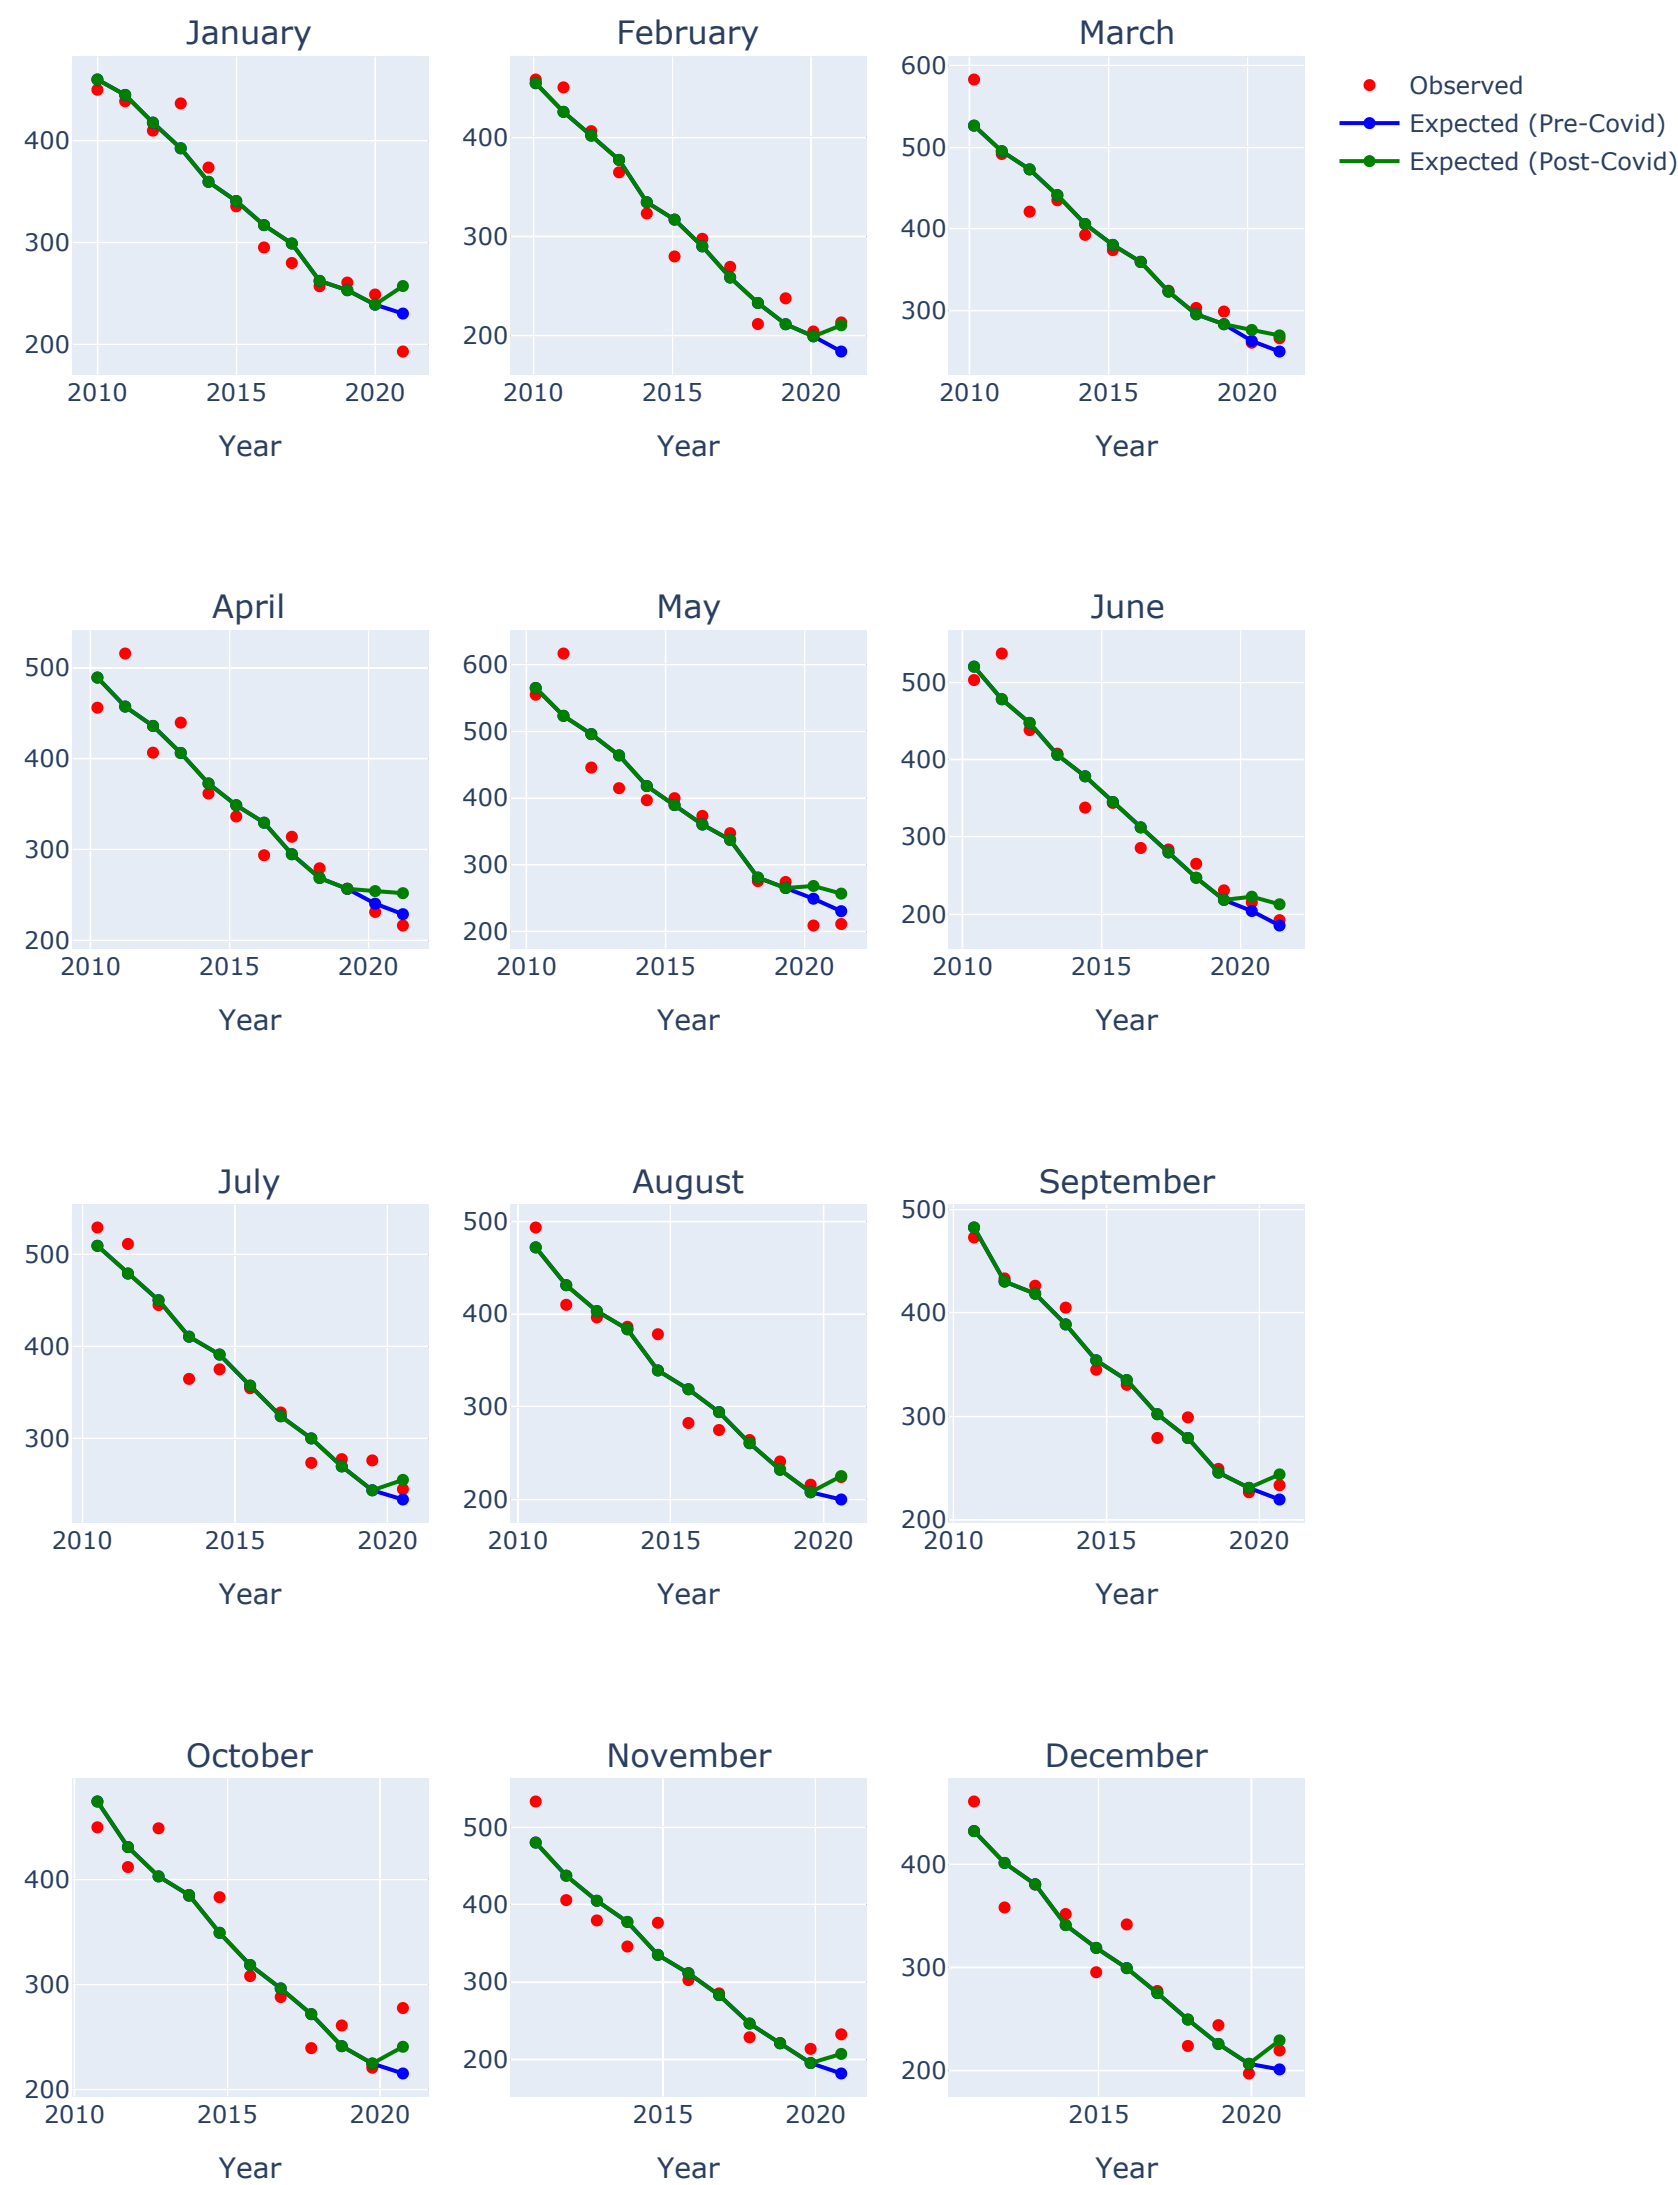 January
February
March
400
300
200
2010
2015
2020
Year
400
300
200
2010
2015
2020
Year
600
500
400
300
2010
2015
2020
Year
Observed
Expected (Pre-Covid)
Expected (Post-Covid)
April
May
June
500
400
300
200
2010
2015
2020
Year
600
500
400
300
200
2010
2015
2020
Year
500
400
300
200
2010
2015
2020
Year
July
August
September
500
400
300
2010
2015
2020
Year
500
400
300
200
2010
2015
2020
Year
500
400
300
200
2010
2015
2020
Year
October
November
December
400
300
200
2010
2015
2020
Year
500
400
300
200
2015
2020
Year
400
300
200
2015
2020
Year